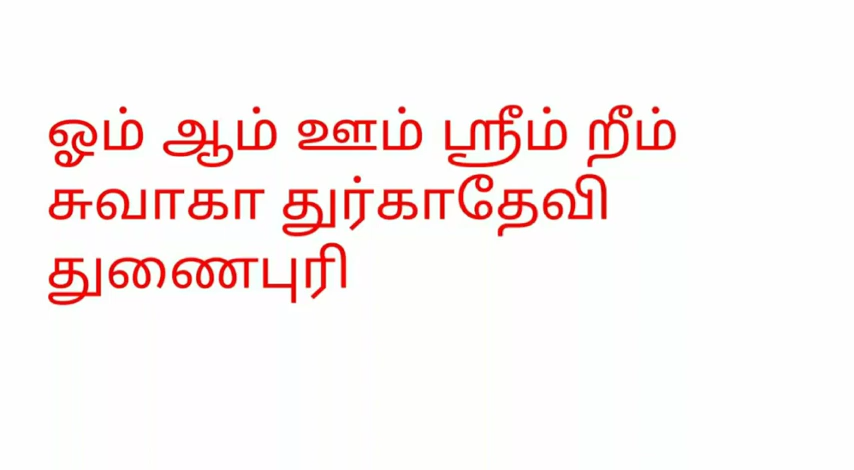 ஓம் ஆம் ஊம் ஸ்ரீம் றீம்
சுவாகா துர்காதேவி
துணைபுரி